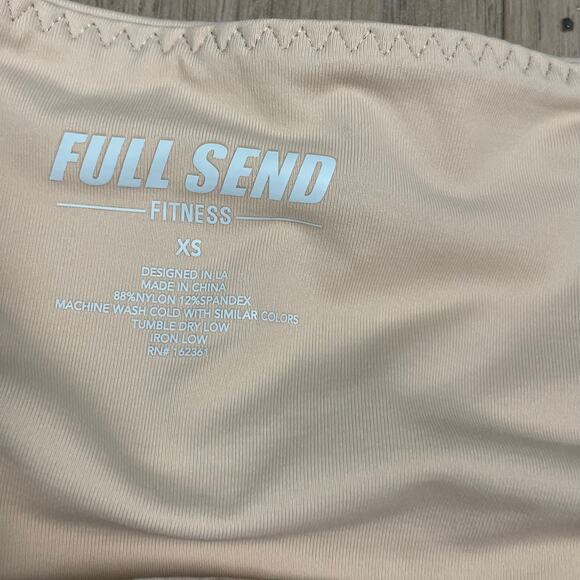 FULL SEND
FITNESS
XS
DESIGNED IN LA
MADE IN CHINA
88%NYLON 12%SPANDEX
MACHINE WASH COLD WITH SIMILAR COLORS
TUMBLE DRY LOW
IRON LOW
RN# 162361